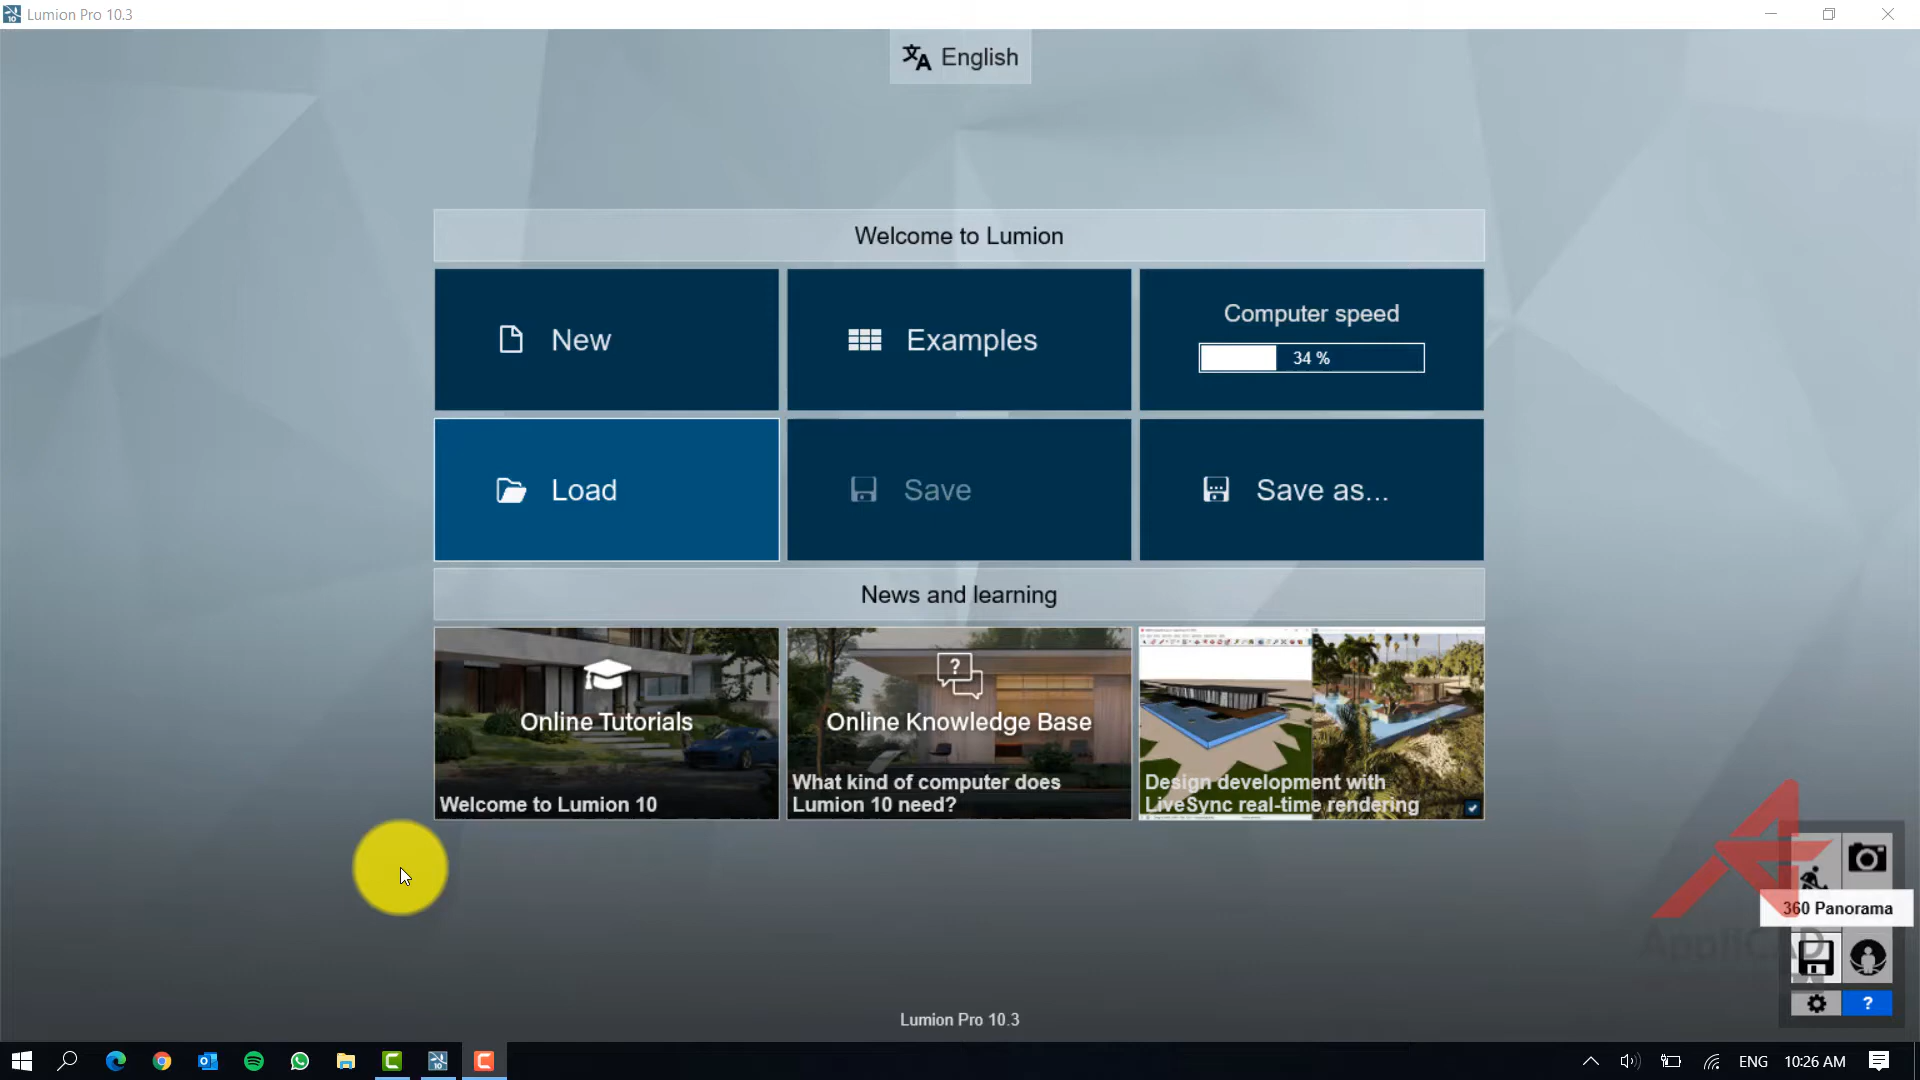 Lumion Pro 10.3
English
Welcome to Lumion
New
Examples
Computer speed
34 %
Load
Save
Save as...
News and learning
Online Tutorials
Welcome to Lumion 10
Online Knowledge Base
What kind of computer does
Lumion 10 need?
Design development with
LiveSync real-time rendering
360 Panorama
AppliCAD
?
Lumion Pro 10.3
ENG
10:26 AM